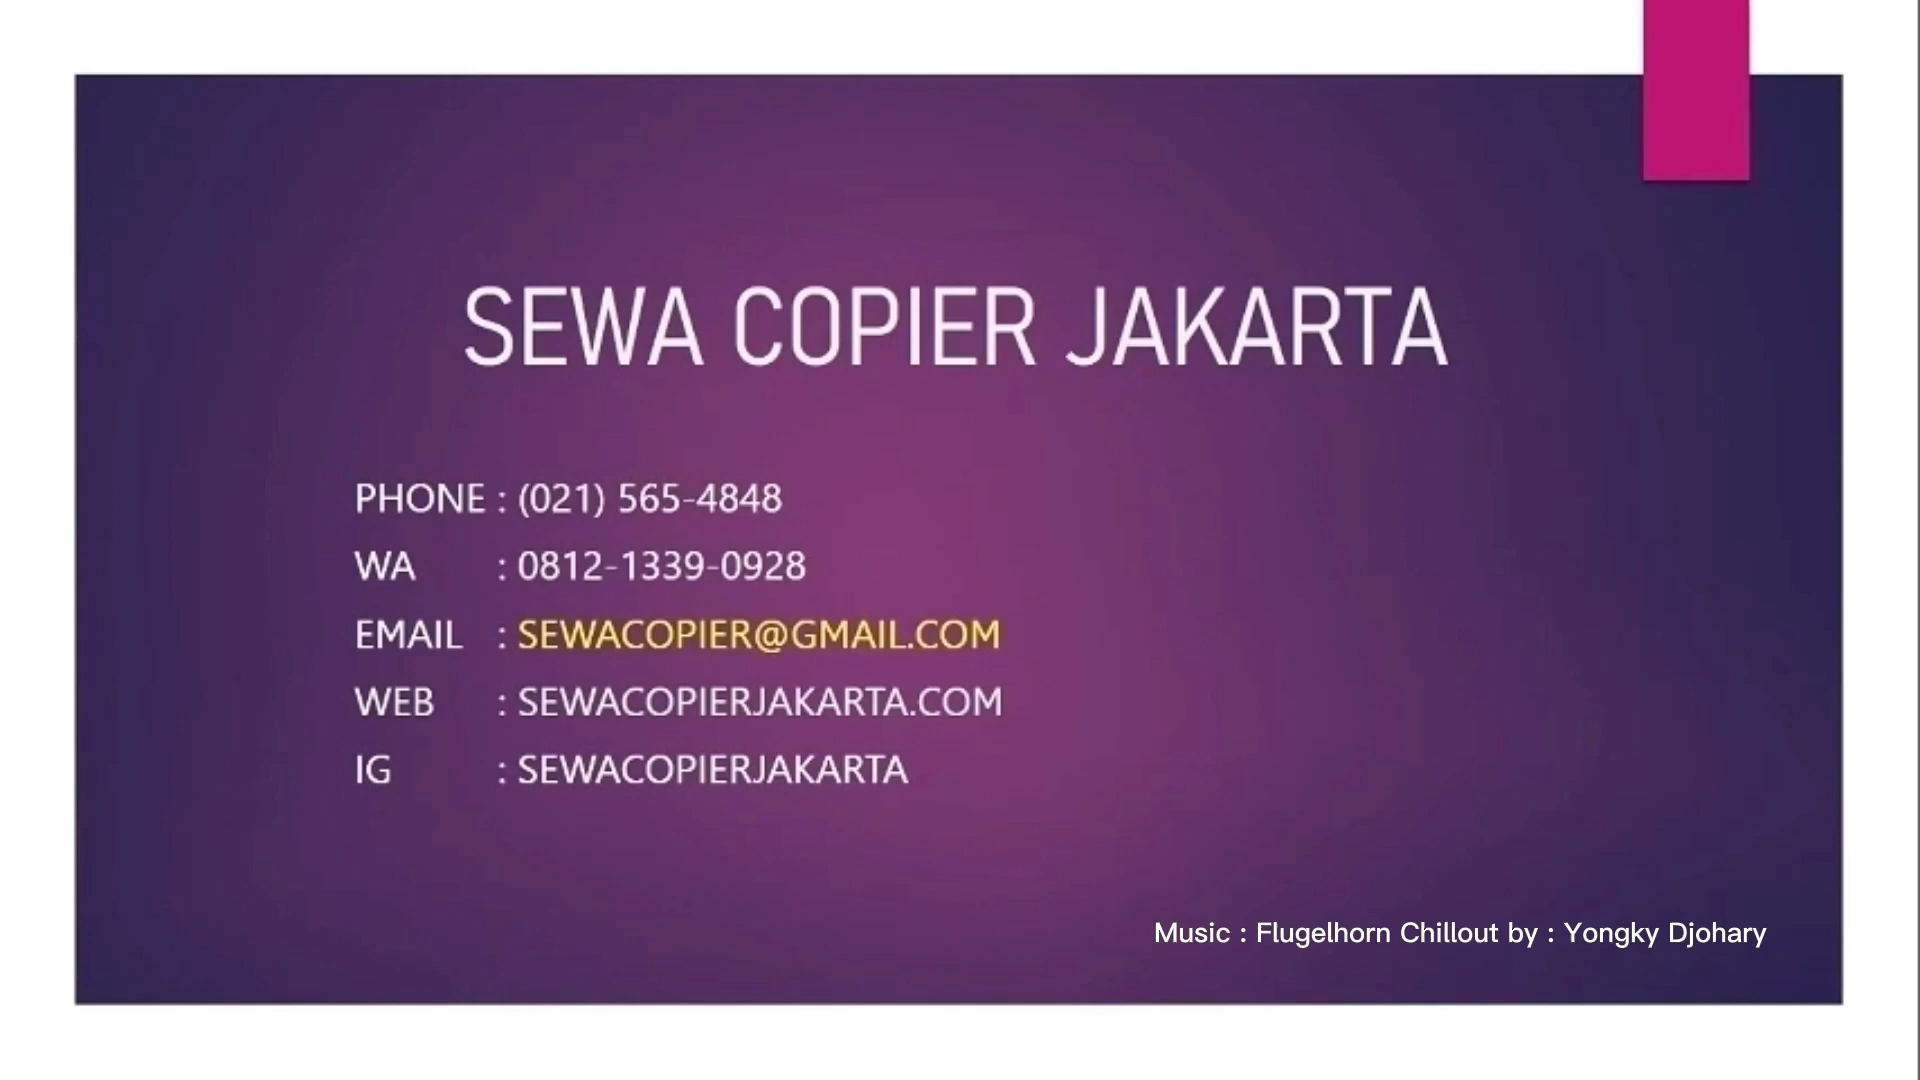 SEWA COPIER JAKARTA
PHONE : (021) 565-4848
WA : 0812-1339-0928
EMAIL : SEWACOPIER@GMAIL.COM
WEB : SEWACOPIERJAKARTA.COM
IG : SEWACOPIERJAKARTA
Music : Flugelhorn Chillout by : Yongky Djohary